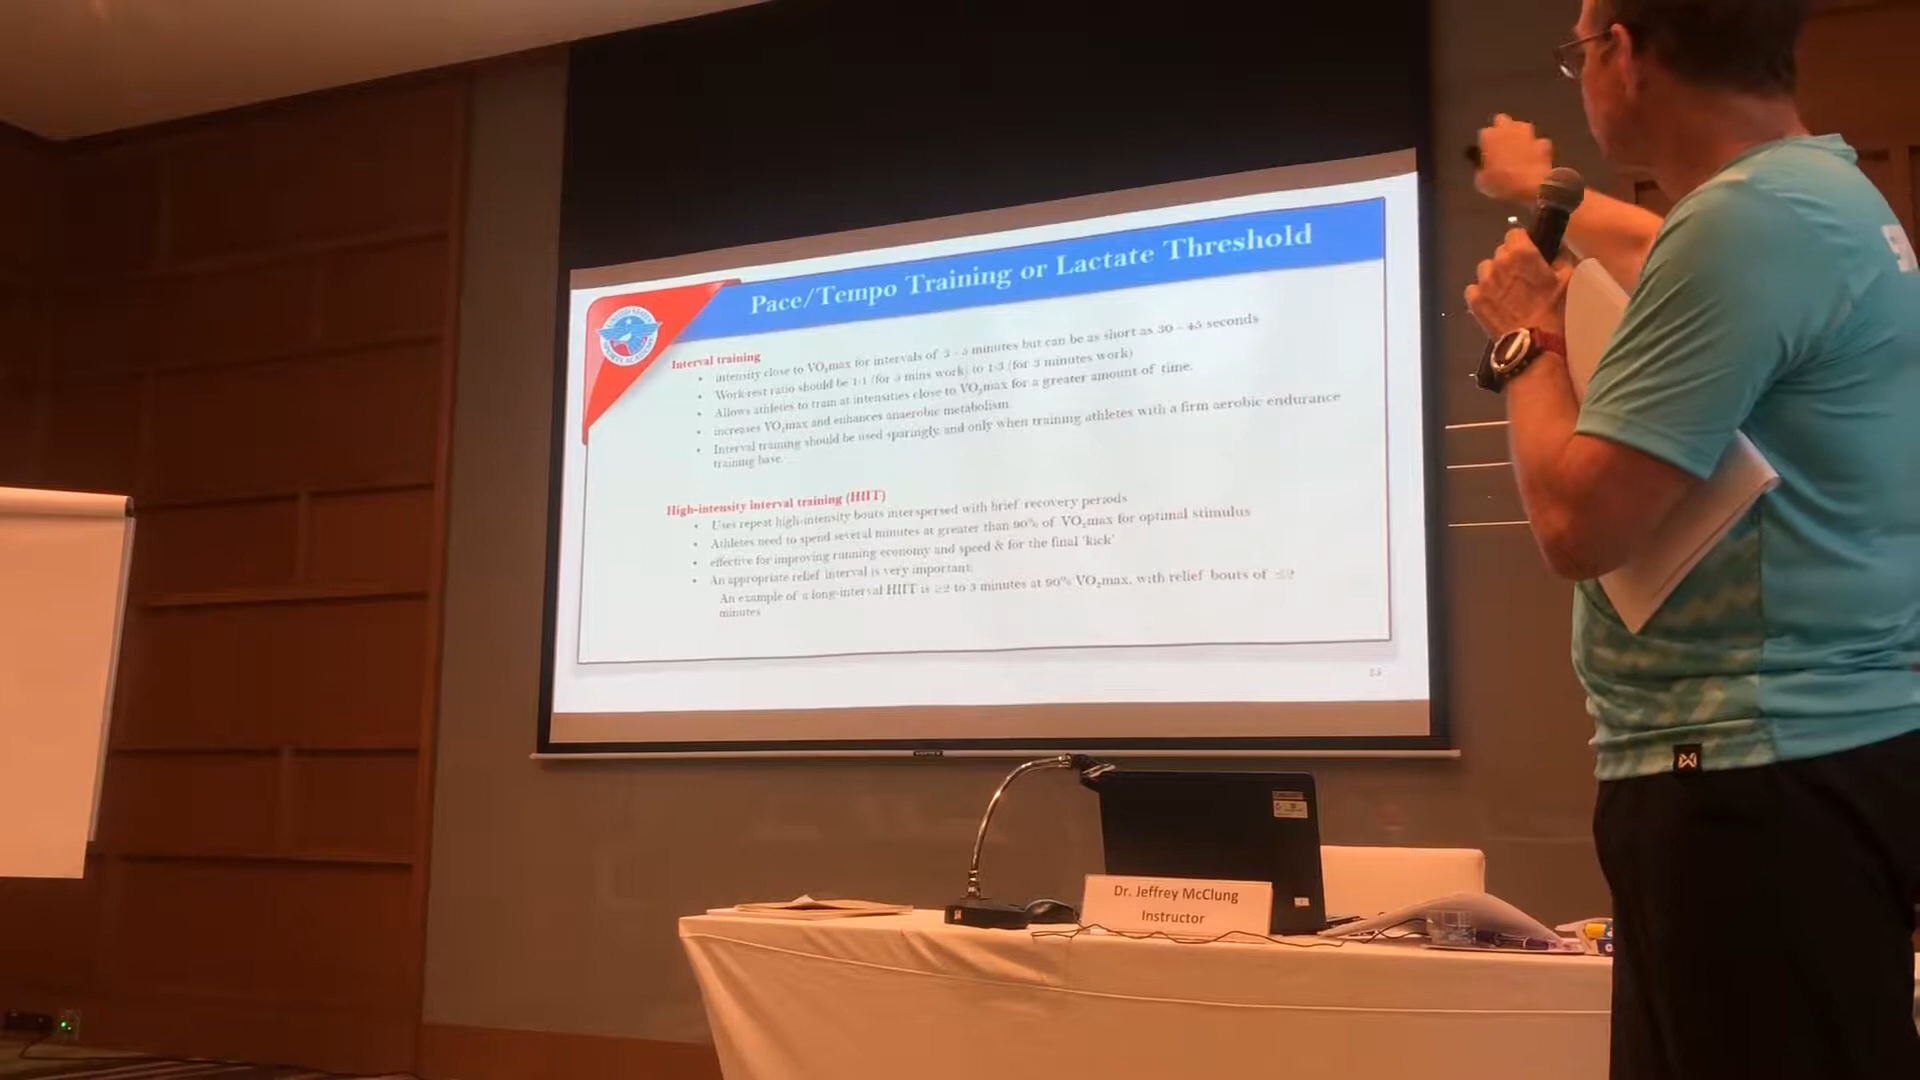 Pace/Tempo Training or Lactate Threshold
UNITED STATES
SPORTS ACADEMY
Interval training
• intensity close to VO₂max for intervals of 3 - 5 minutes but can be as short as 30 – 45 seconds
• Work-rest ratio should be 1:1 (for 5 mins work) to 1:3 (for 3 minutes work)
• Allows athletes to train at intensities close to VO₂max for a greater amount of time.
• increases VO₂max and enhances anaerobic metabolism.
• Interval training should be used sparingly, and only when training athletes with a firm aerobic endurance
training base.
High-intensity interval training (HIIT)
• Uses repeat high-intensity bouts interspersed with brief recovery periods
• Athletes need to spend several minutes at greater than 90% of VO₂max for optimal stimulus
• effective for improving running economy and speed & for the final 'kick'
• An appropriate relief interval is very important.
An example of a long-interval HIIT is ≥2 to 3 minutes at 90% VO₂max, with relief bouts of ≤2
minutes
Dr. Jeffrey McClung
Instructor